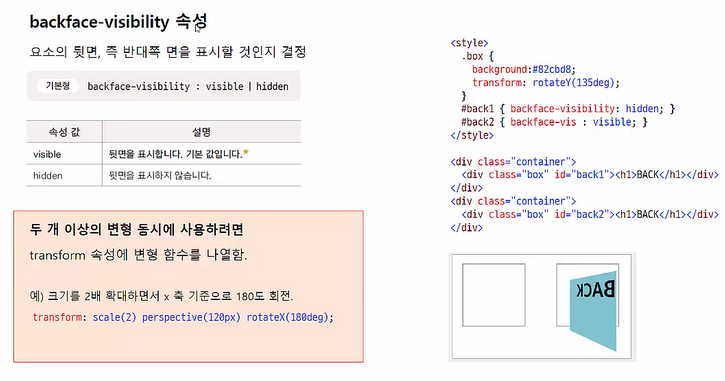 backface-visibility 속성
요소의 뒷면, 즉 반대쪽 면을 표시할 것인지 결정
기본형 backface-visibility : visible | hidden
속성 값 설명
visible 뒷면을 표시합니다. 기본 값입니다.*
hidden 뒷면을 표시하지 않습니다.
두 개 이상의 변형 동시에 사용하려면
transform 속성에 변형 함수를 나열함.
예) 크기를 2배 확대하면서 x 축 기준으로 180도 회전.
transform: scale(2) perspective(120px) rotateX(180deg);
<style>
.box {
background:#82cbd8;
transform: rotateY(135deg);
}
#back1 { backface-visibility: hidden; }
#back2 { backface-vis : visible; }
</style>
<div class="container">
<div class="box" id="back1"><h1>BACK</h1></div>
</div>
<div class="container">
<div class="box" id="back2"><h1>BACK</h1></div>
</div>
BACK